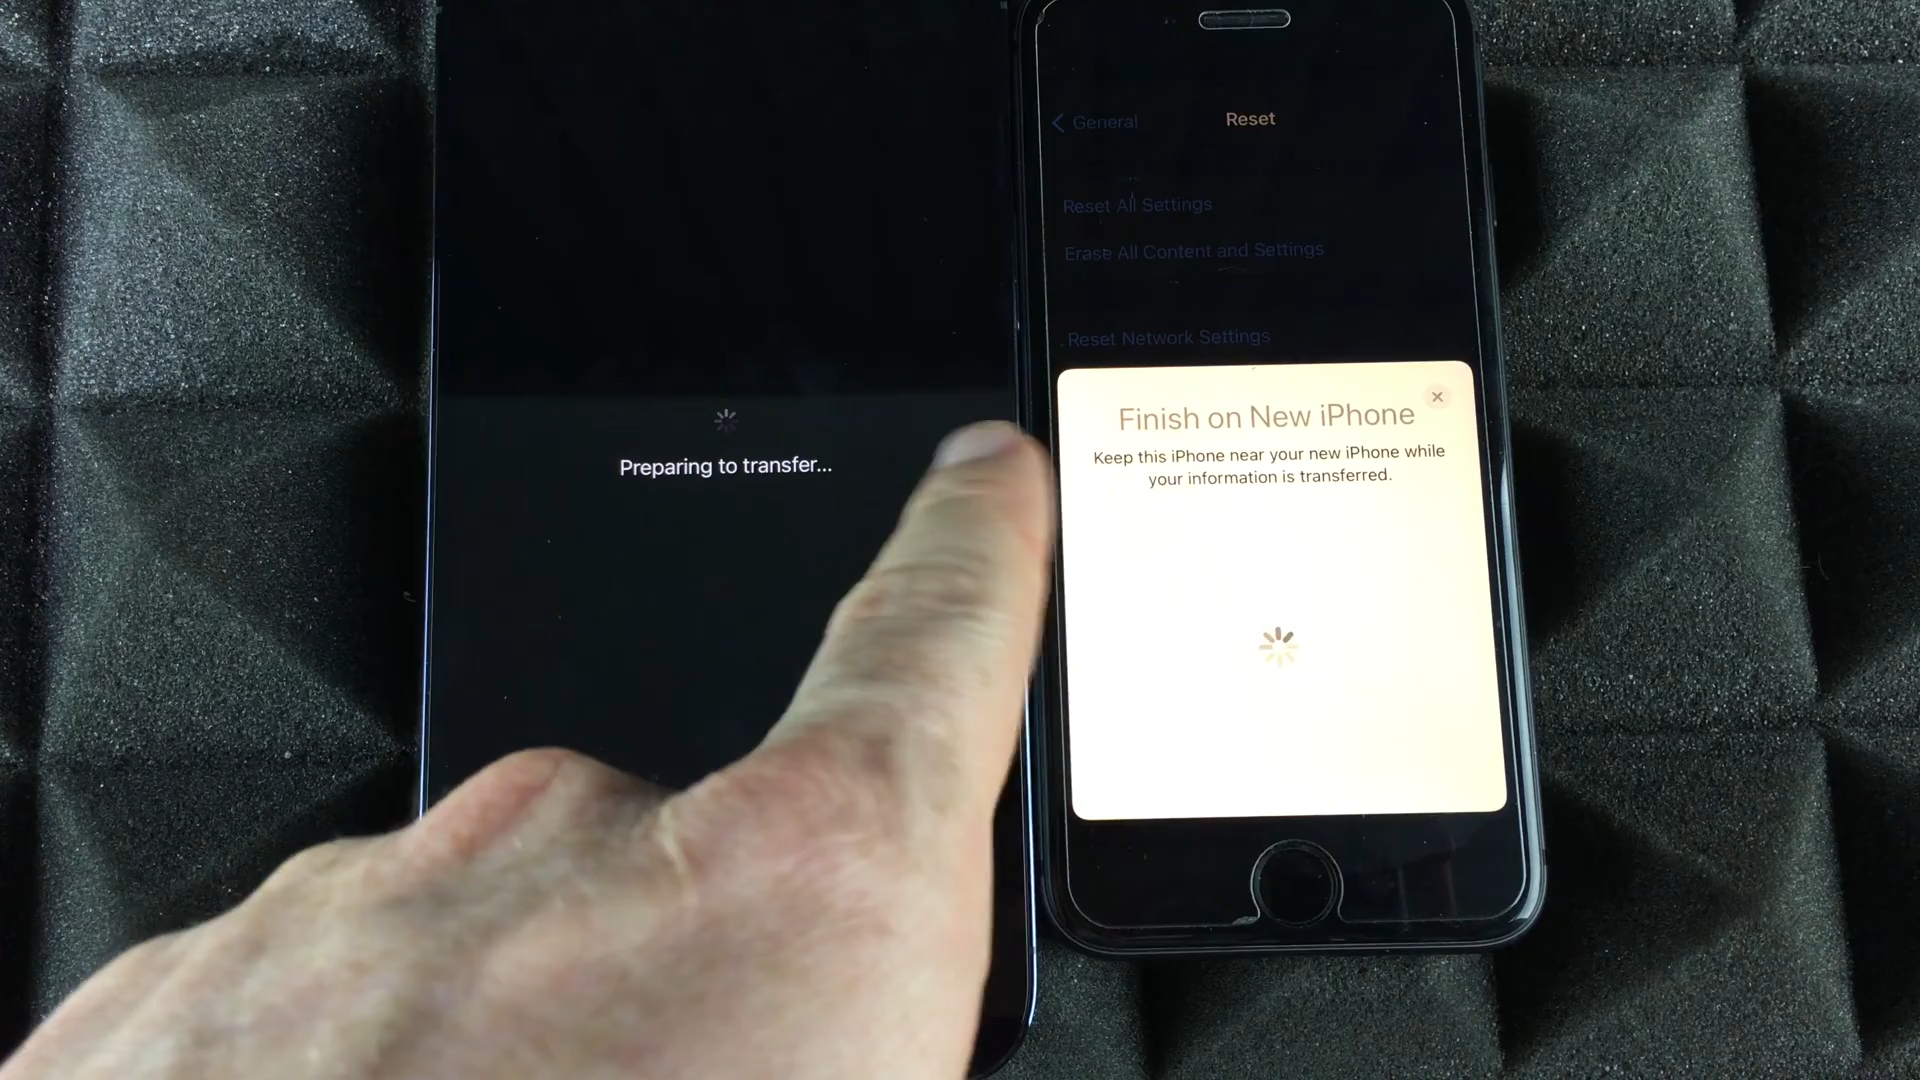 Preparing to transfer...
General
Reset
Reset All Settings
Erase All Content and Settings
Reset Network Settings
Finish on New iPhone
Keep this iPhone near your new iPhone while
your information is transferred.